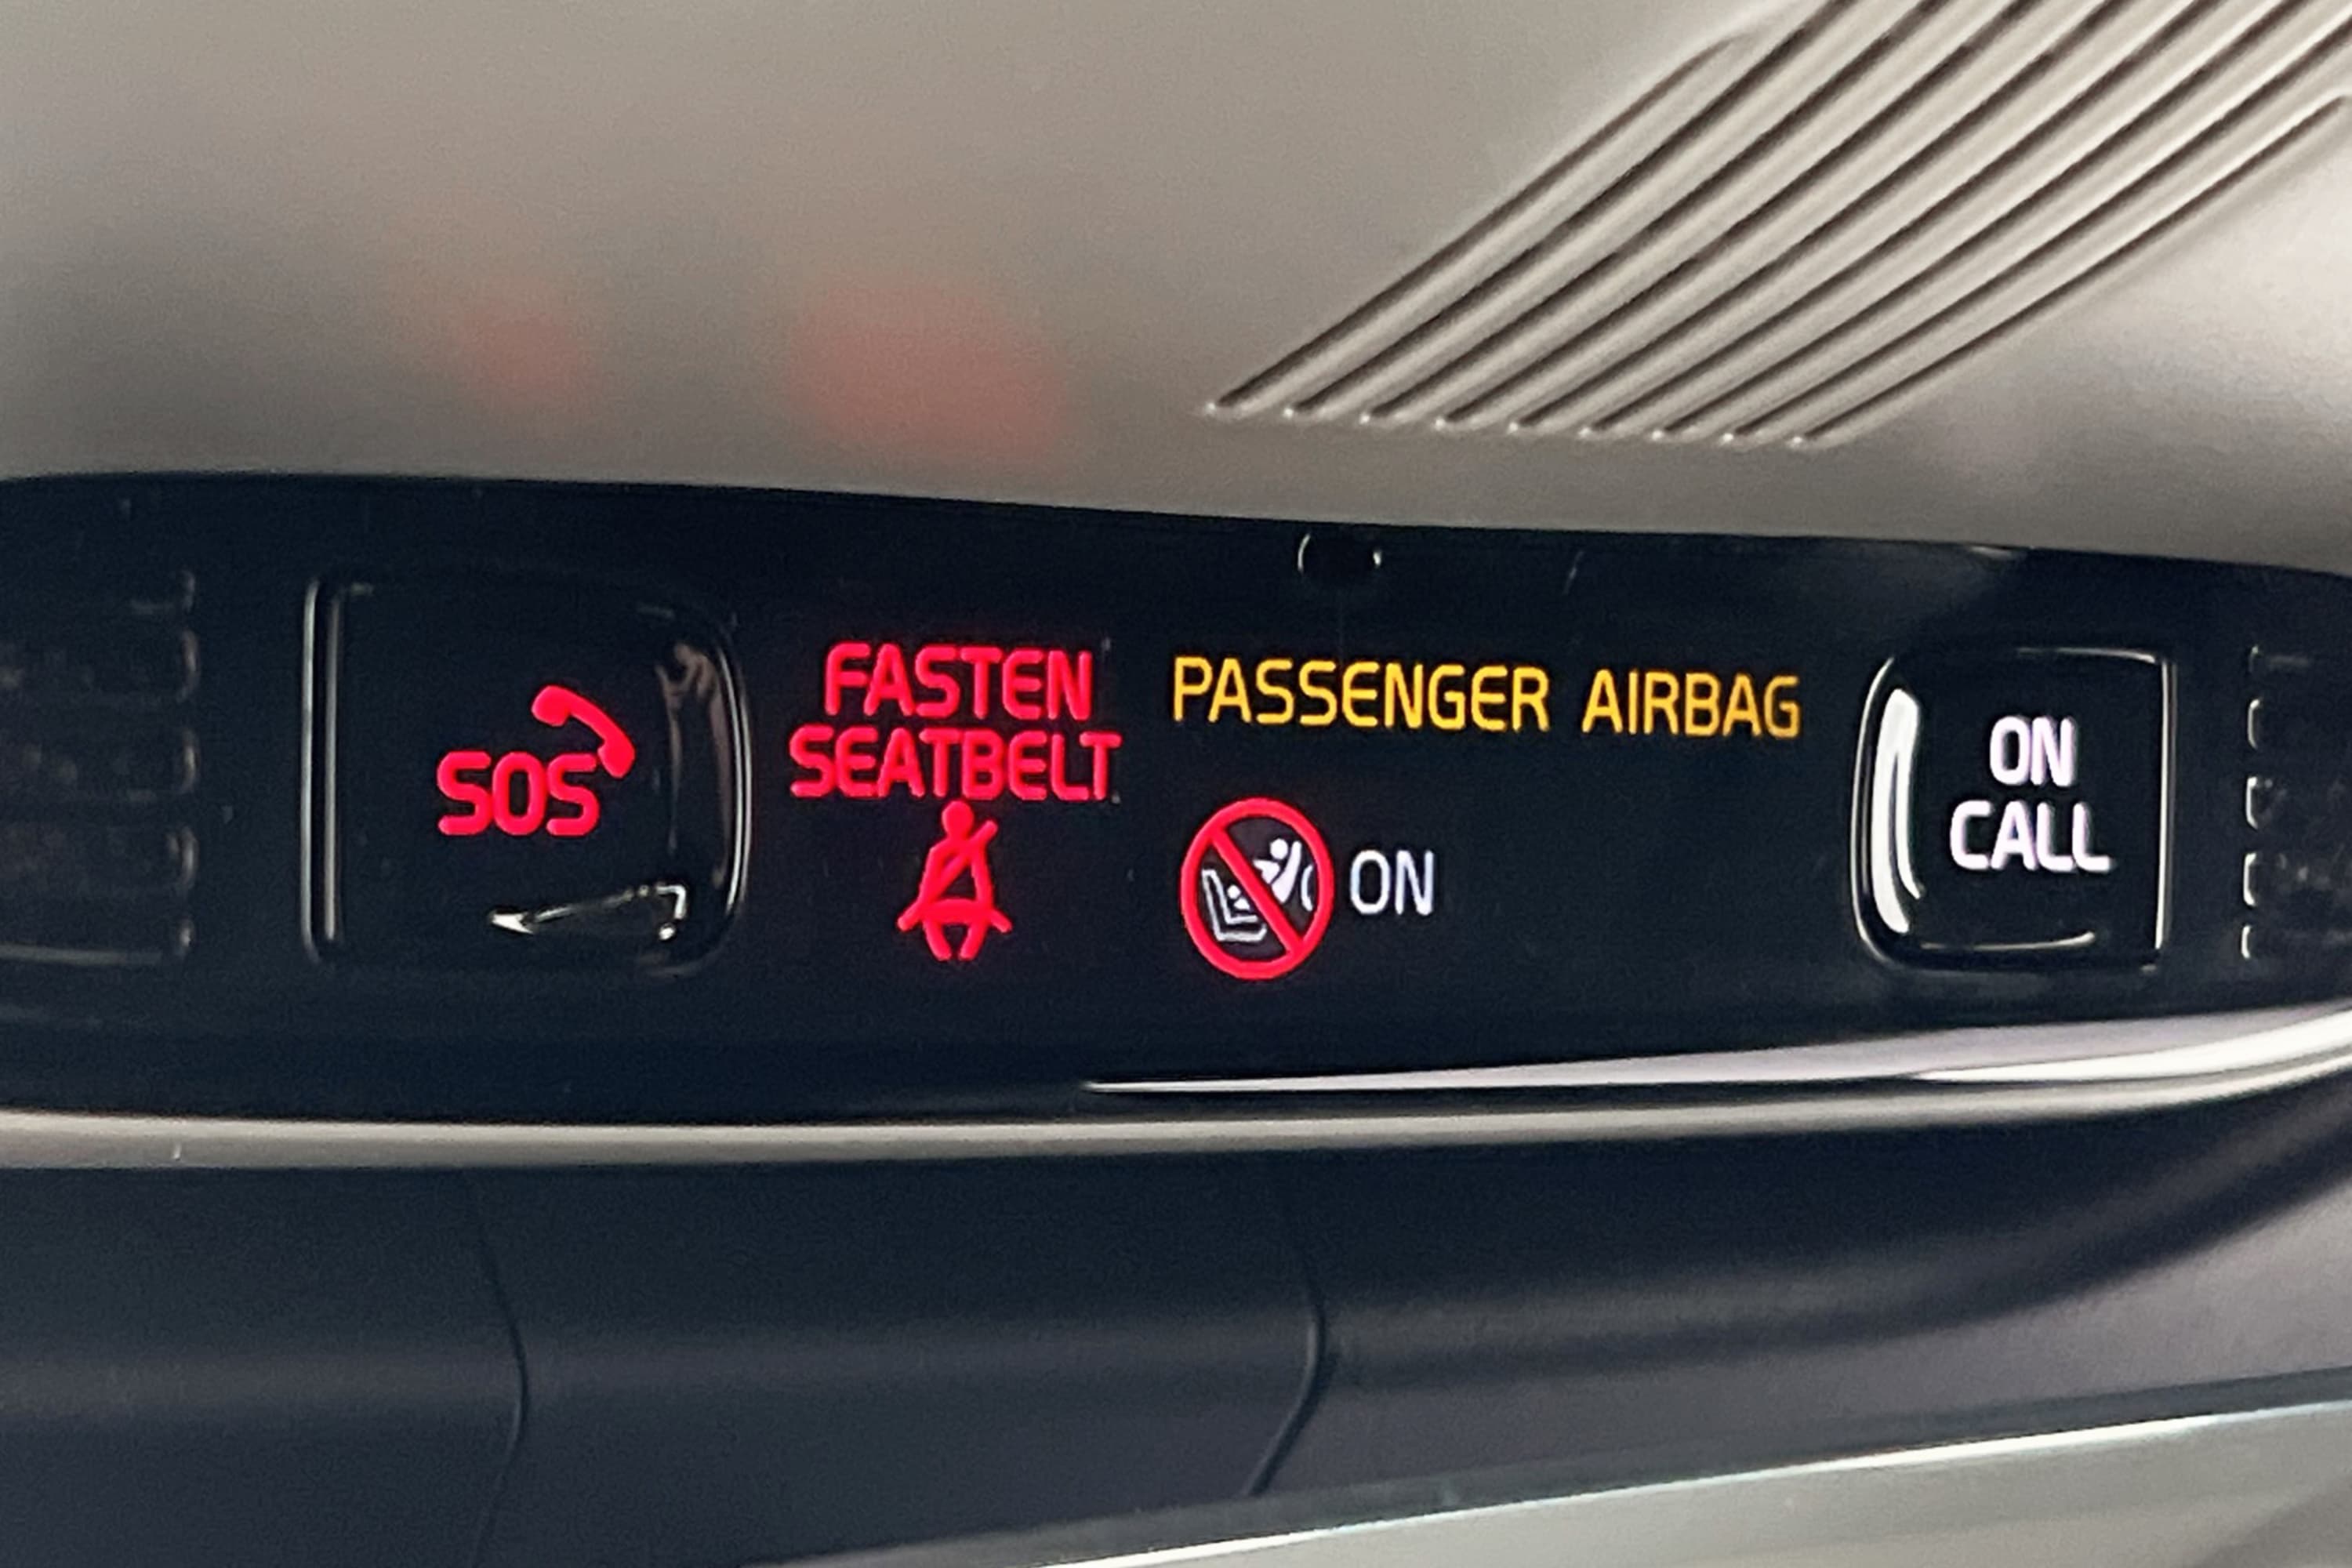 SOS
FASTEN
SEATBELT
PASSENGER AIRBAG
ON
ON
CALL